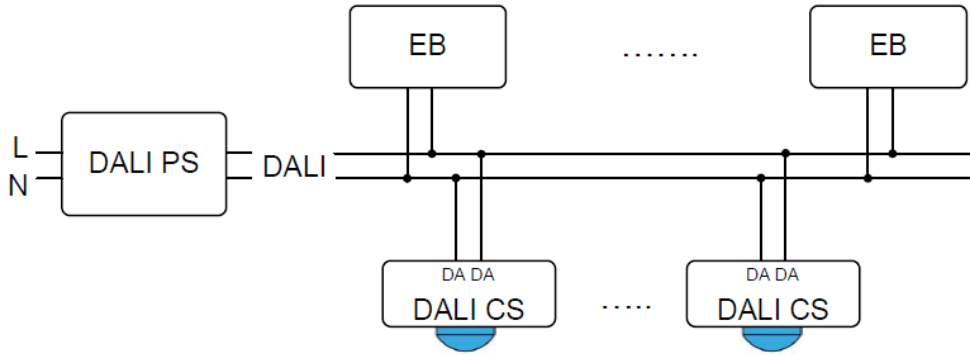 EB ....... EB
L
DALI PS DALI
N
DA DA ..... DA DA
DALI CS DALI CS